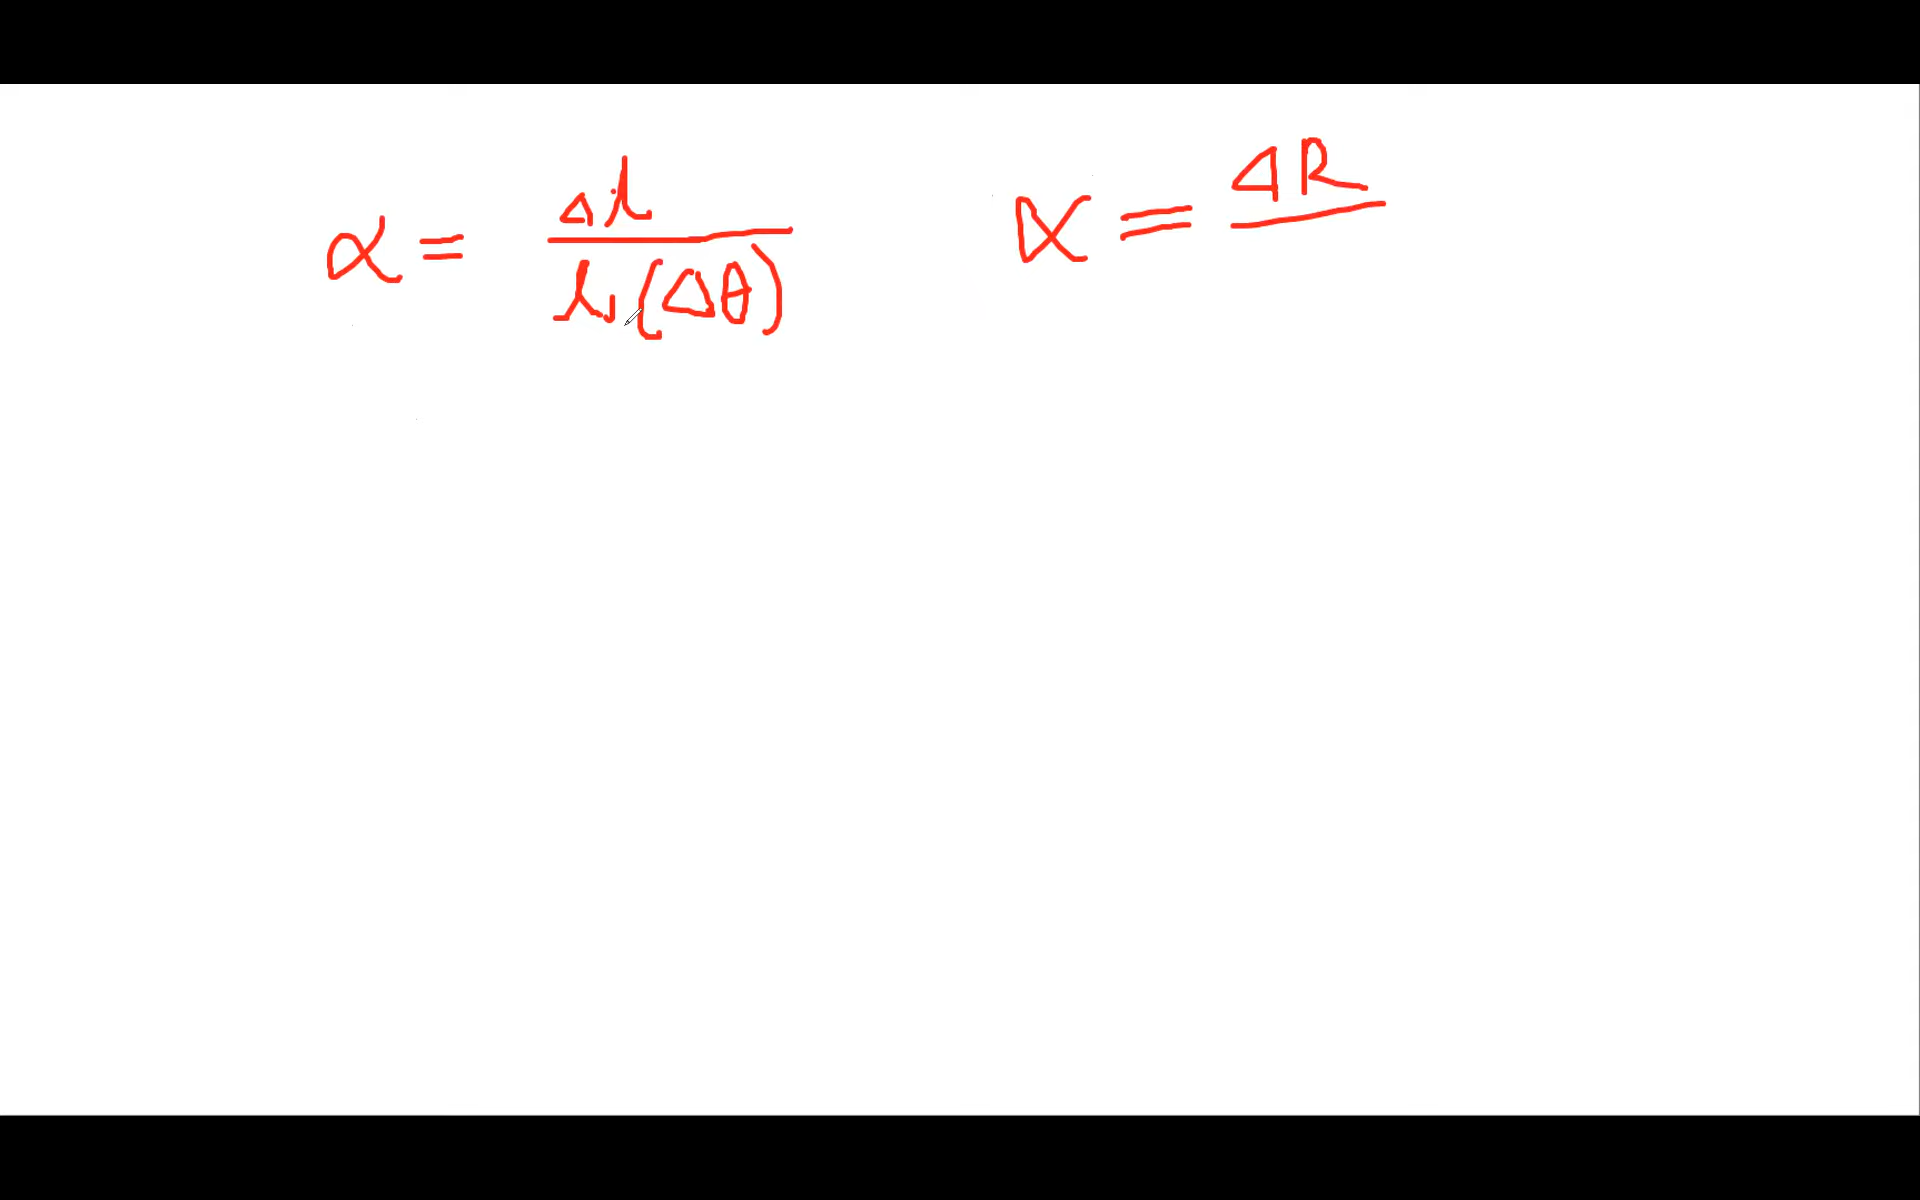 α = Δl / l₁(Δθ)
α = ΔR /